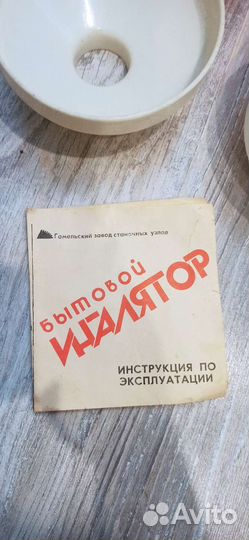 Гомельский завод станочных узлов
БЫТОВОЙ
ИНГАЛЯТОР
ИНСТРУКЦИЯ ПО
ЭКСПЛУАТАЦИИ
Avito